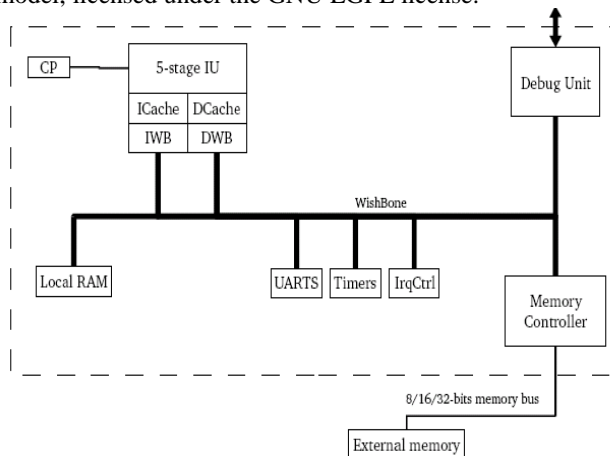 model, licensed under the GNU LGPL license.
CP
5-stage IU
Debug Unit
ICache DCache
IWB DWB
WishBone
Local RAM
UARTS Timers IrqCtrl
Memory
Controller
8/16/32-bits memory bus
External memory